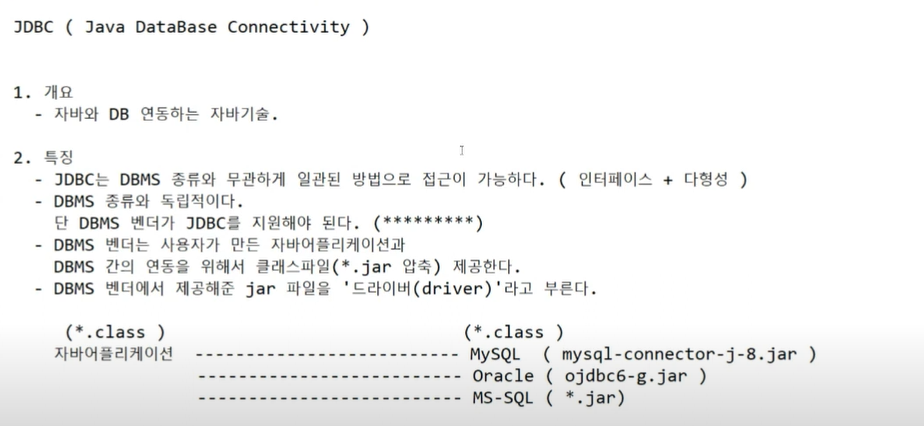 JDBC ( Java DataBase Connectivity )
1. 개요
- 자바와 DB 연동하는 자바기술.
2. 특징
- JDBC는 DBMS 종류와 무관하게 일관된 방법으로 접근이 가능하다. ( 인터페이스 + 다형성 )
- DBMS 종류와 독립적이다.
단 DBMS 벤더가 JDBC를 지원해야 된다. (*********)
- DBMS 벤더는 사용자가 만든 자바어플리케이션과
DBMS 간의 연동을 위해서 클래스파일(*.jar 압축) 제공한다.
- DBMS 벤더에서 제공해준 jar 파일을 '드라이버(driver)'라고 부른다.
(*.class ) (*.class )
자바어플리케이션 -------------------------- MySQL ( mysql-connector-j-8.jar )
-------------------------- Oracle ( ojdbc6-g.jar )
-------------------------- MS-SQL ( *.jar)